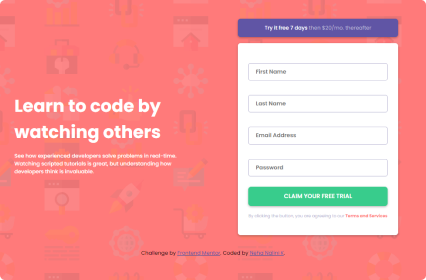 Try it free 7 days then $20/mo. thereafter
Learn to code by
watching others
See how experienced developers solve problems in real-time.
Watching scripted tutorials is great, but understanding how
developers think is invaluable.
First Name
Last Name
Email Address
Password
CLAIM YOUR FREE TRIAL
By clicking the button, you are agreeing to our Terms and Services
Challenge by Frontend Mentor. Coded by